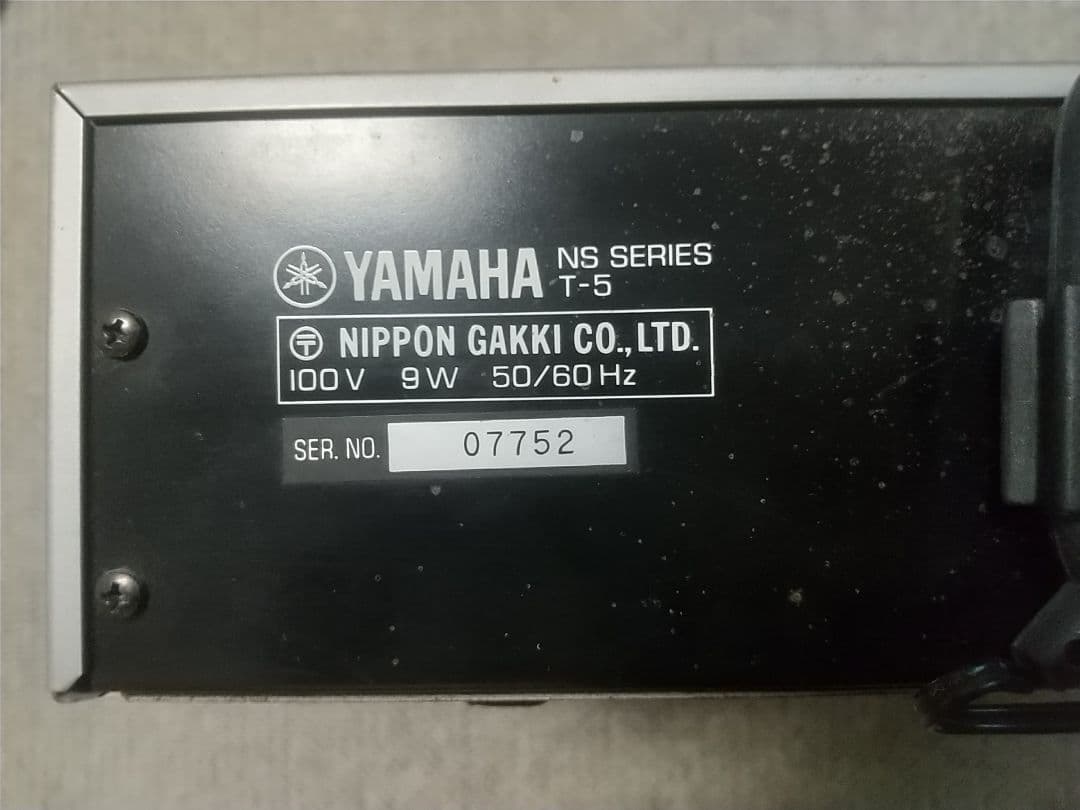 YAMAHA NS SERIES
T-5
〶 NIPPON GAKKI CO., LTD.
100V 9W 50/60Hz
SER. NO. 07752